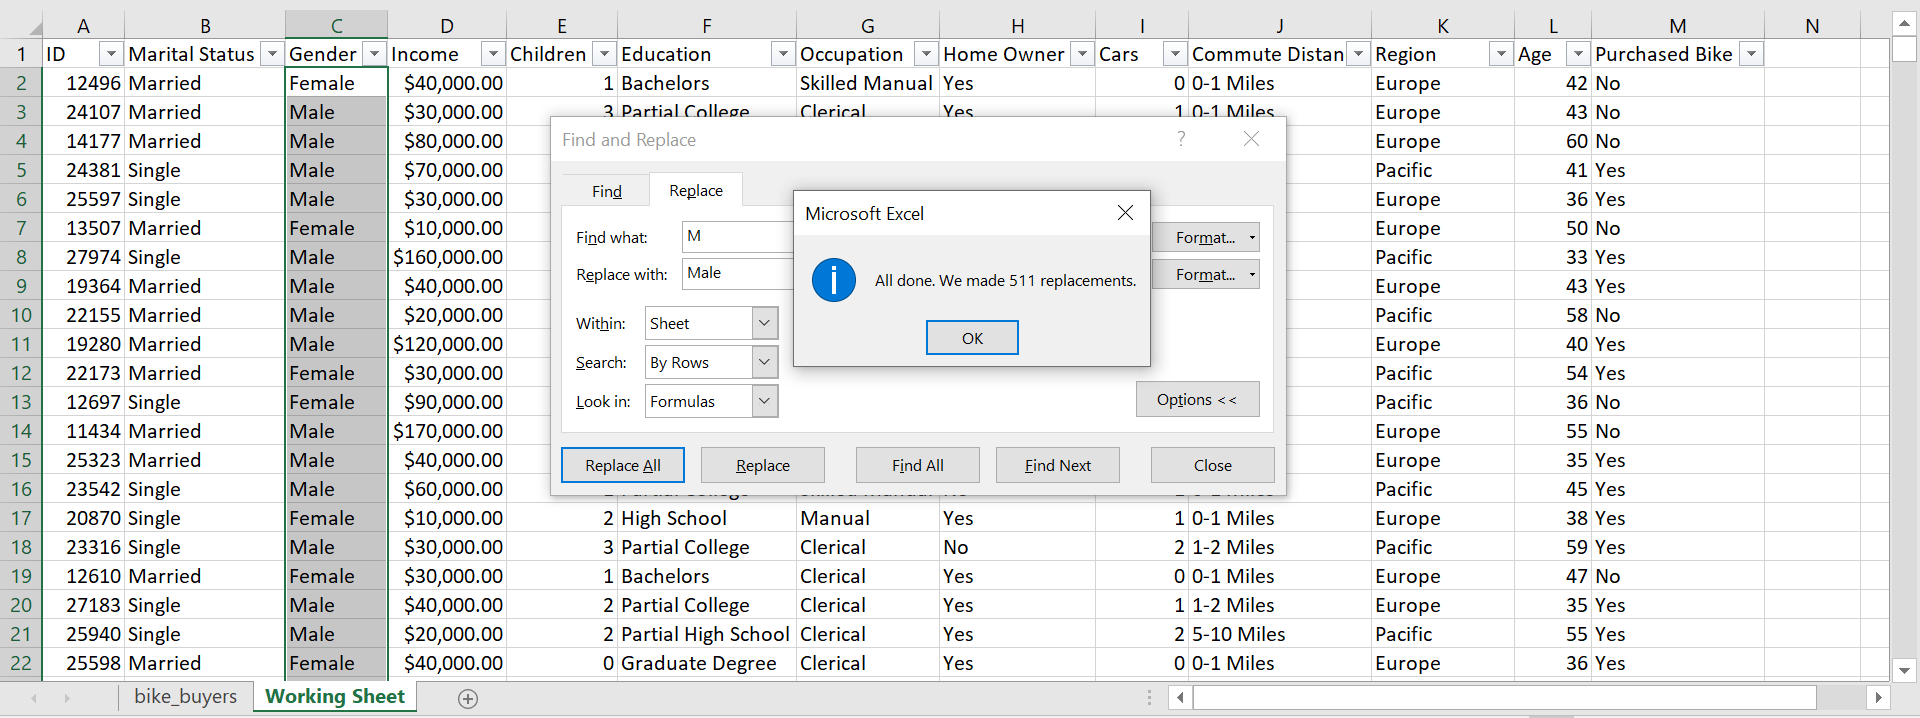 A B C D E F G H I J K L M N
1 ID Marital Status Gender Income Children Education Occupation Home Owner Cars Commute Distan Region Age Purchased Bike
2 12496 Married Female $40,000.00 1 Bachelors Skilled Manual Yes 0 0-1 Miles Europe 42 No
3 24107 Married Male $30,000.00 3 Partial College Clerical Yes 1 0-1 Miles Europe 43 No
Find and Replace ?
4 14177 Married Male $80,000.00 Europe 60 No
5 24381 Single Male $70,000.00 Pacific 41 Yes
Find Replace
6 25597 Single Male $30,000.00 Europe 36 Yes
Microsoft Excel
7 13507 Married Female $10,000.00 Europe 50 No
Find what: M Format...
8 27974 Single Male $160,000.00 Pacific 33 Yes
Replace with: Male Format...
All done. We made 511 replacements.
9 19364 Married Male $40,000.00 Europe 43 Yes
10 22155 Married Male $20,000.00 Pacific 58 No
Within: Sheet
OK
11 19280 Married Male $120,000.00 Europe 40 Yes
Search: By Rows
12 22173 Married Female $30,000.00 Pacific 54 Yes
13 12697 Single Female $90,000.00 Pacific 36 No
Look in: Formulas Options <<
14 11434 Married Male $170,000.00 Europe 55 No
15 25323 Married Male $40,000.00 Europe 35 Yes
Replace All Replace Find All Find Next Close
16 23542 Single Male $60,000.00 Pacific 45 Yes
17 20870 Single Female $10,000.00 2 High School Manual Yes 1 0-1 Miles Europe 38 Yes
18 23316 Single Male $30,000.00 3 Partial College Clerical No 2 1-2 Miles Pacific 59 Yes
19 12610 Married Female $30,000.00 1 Bachelors Clerical Yes 0 0-1 Miles Europe 47 No
20 27183 Single Male $40,000.00 2 Partial College Clerical Yes 1 1-2 Miles Europe 35 Yes
21 25940 Single Male $20,000.00 2 Partial High School Clerical Yes 2 5-10 Miles Pacific 55 Yes
22 25598 Married Female $40,000.00 0 Graduate Degree Clerical Yes 0 0-1 Miles Europe 36 Yes
bike_buyers Working Sheet